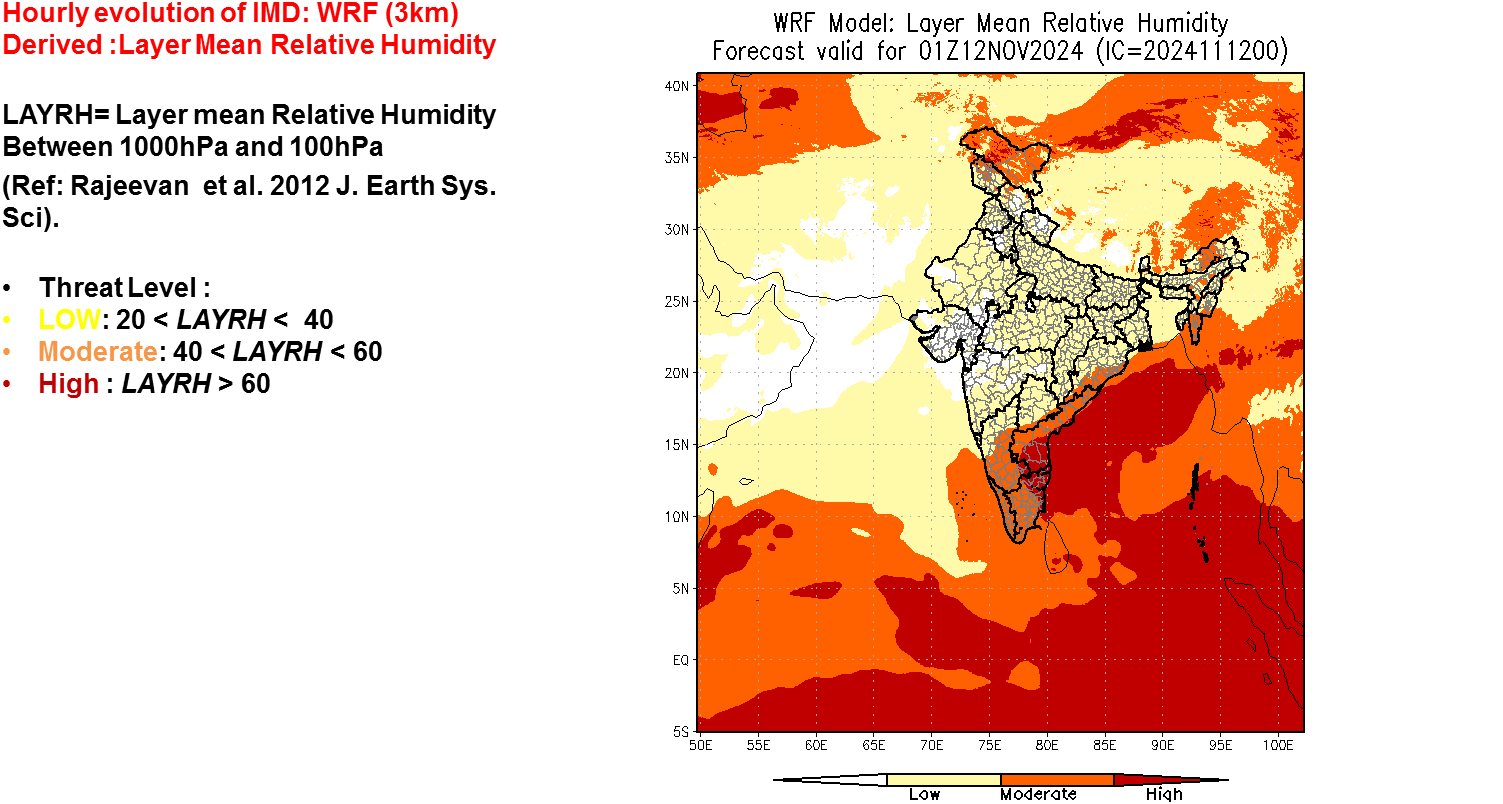 Hourly evolution of IMD: WRF (3km)
Derived :Layer Mean Relative Humidity
LAYRH= Layer mean Relative Humidity
Between 1000hPa and 100hPa
(Ref: Rajeevan et al. 2012 J. Earth Sys.
Sci).
• Threat Level :
• LOW: 20 < LAYRH < 40
• Moderate: 40 < LAYRH < 60
• High : LAYRH > 60
WRF Model: Layer Mean Relative Humidity
Forecast valid for 01Z12NOV2024 (IC=2024111200)
40N
35N
30N
25N
20N
15N
10N
5N
EQ
5S
50E 55E 60E 65E 70E 75E 80E 85E 90E 95E 100E
Low Moderate High